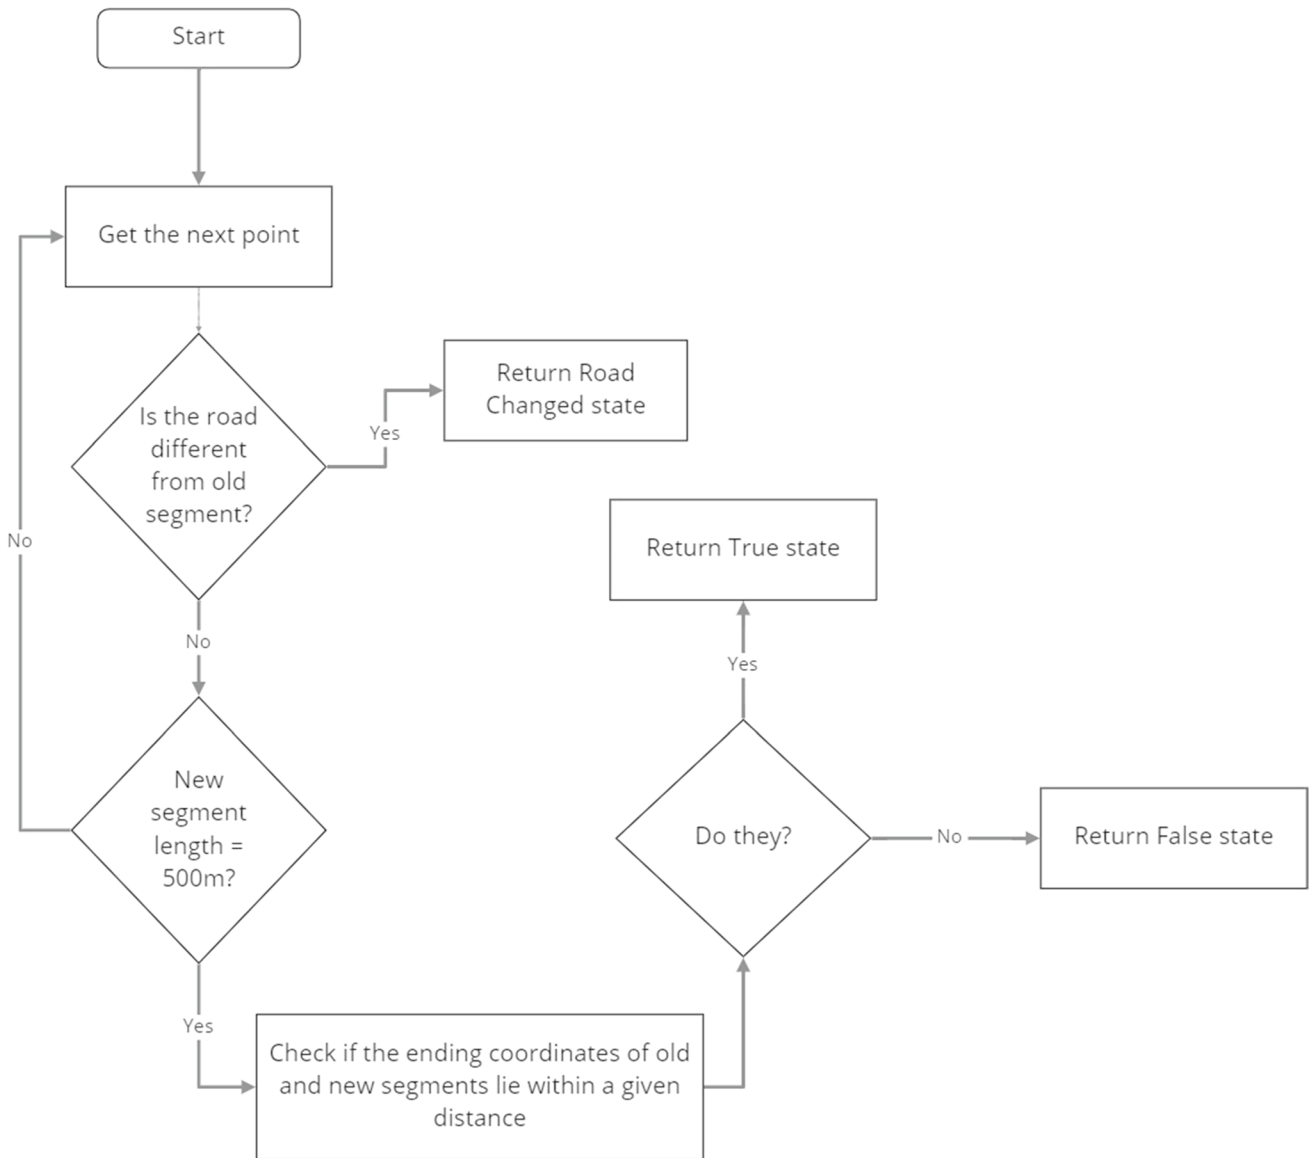 Start
Get the next point
Is the road
different
from old
segment?
Yes
Return Road
Changed state
No
No
New
segment
length =
500m?
Yes
Check if the ending coordinates of old
and new segments lie within a given
distance
Do they?
Yes
Return True state
No
Return False state